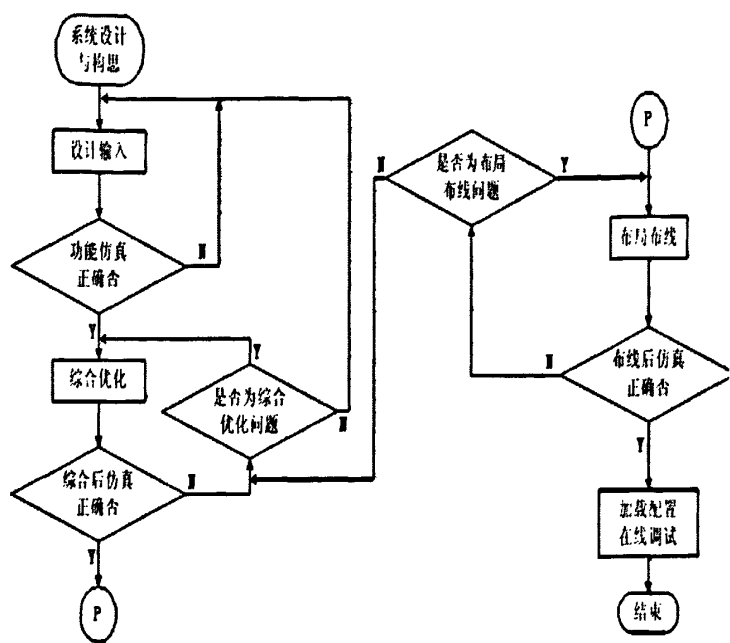 系统设计
与构思
设计输入
功能仿真
正确否
N
Y
综合优化
Y
是否为综合
优化问题
N
综合后仿真
正确否
N
Y
P
P
N
是否为布局
布线问题
Y
布局布线
N
布线后仿真
正确否
Y
加载配置
在线调试
结束